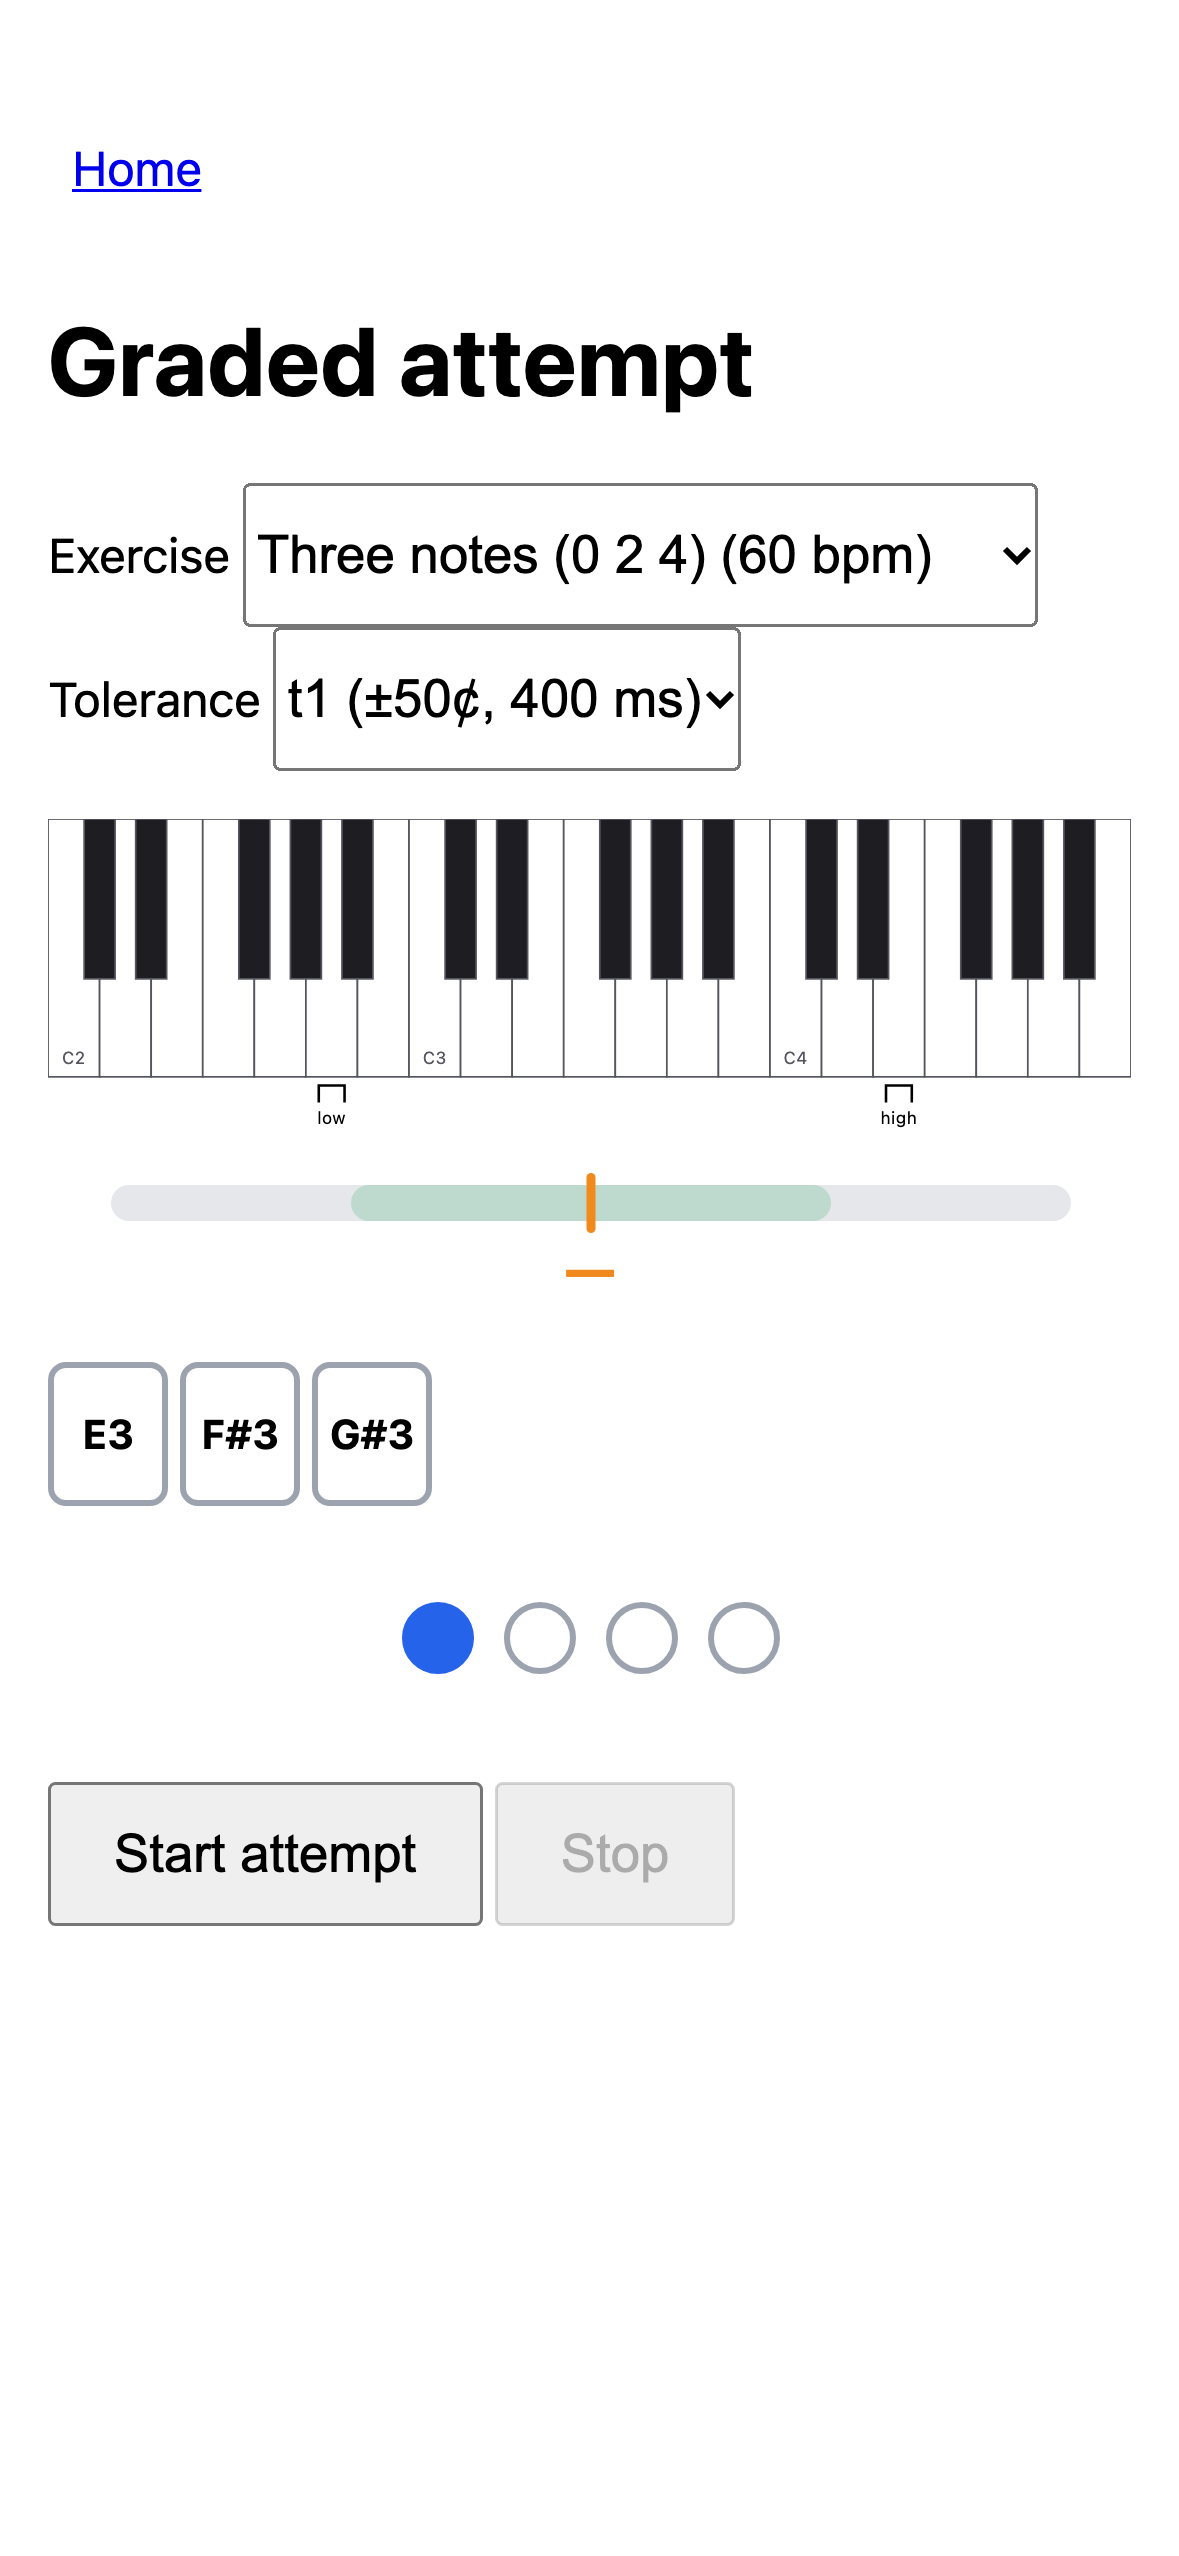 Home
Graded attempt
Exercise Three notes (0 2 4) (60 bpm)
Tolerance t1 (±50¢, 400 ms)
C2 C3 C4
low high
E3 F#3 G#3
Start attempt Stop